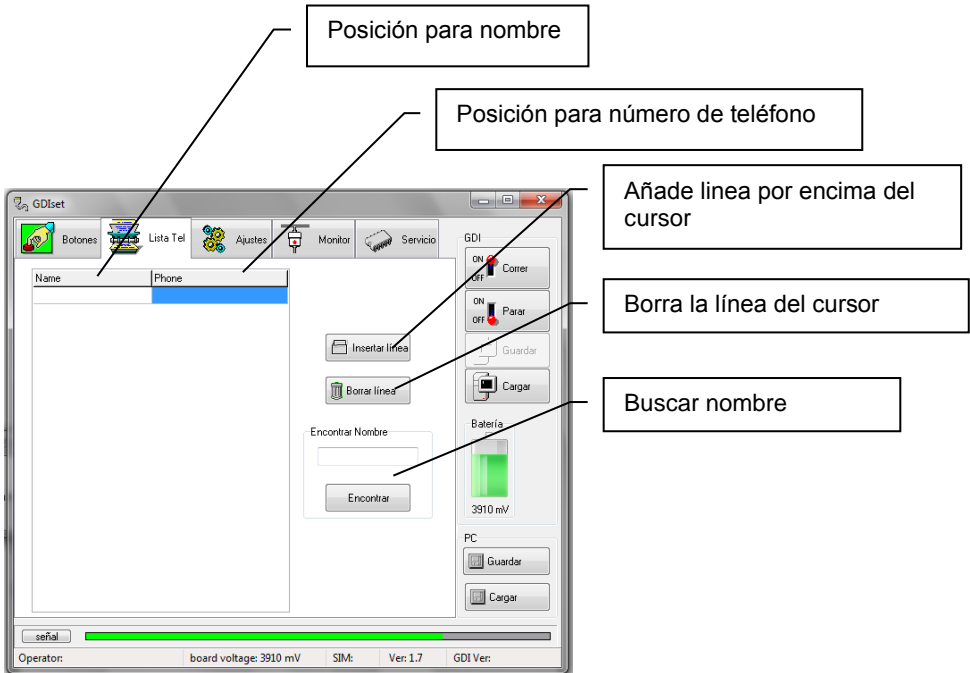 Posición para nombre
Posición para número de teléfono
Añade linea por encima del
cursor
Borra la línea del cursor
Buscar nombre
GDIset
Botones
Lista Tel
Ajustes
Monitor
Servicio
Name
Phone
Insertar línea
Borrar línea
Encontrar Nombre
Encontrar
GDI
ON
OFF
Correr
ON
OFF
Parar
Guardar
Cargar
Batería
3910 mV
PC
Guardar
Cargar
señal
Operator:
board voltage: 3910 mV
SIM:
Ver: 1.7
GDI Ver: